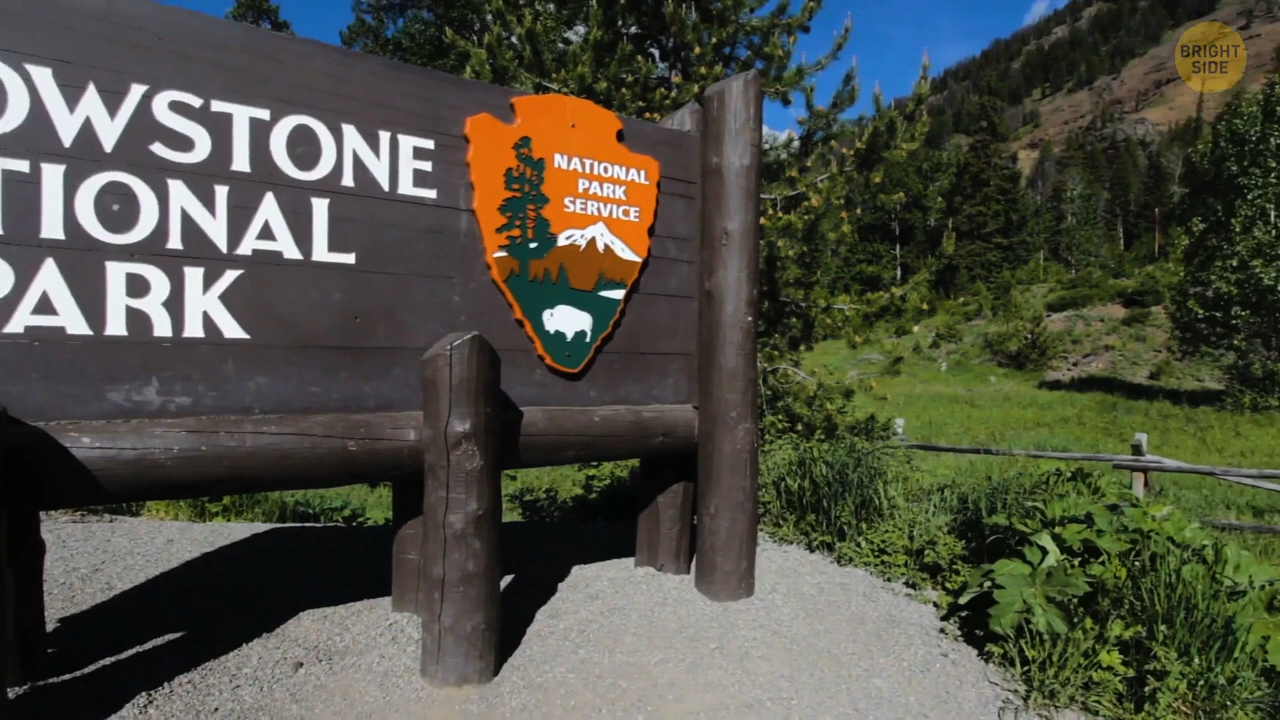 OWSTONE
TIONAL
PARK
NATIONAL
PARK
SERVICE
BRIGHT
SIDE